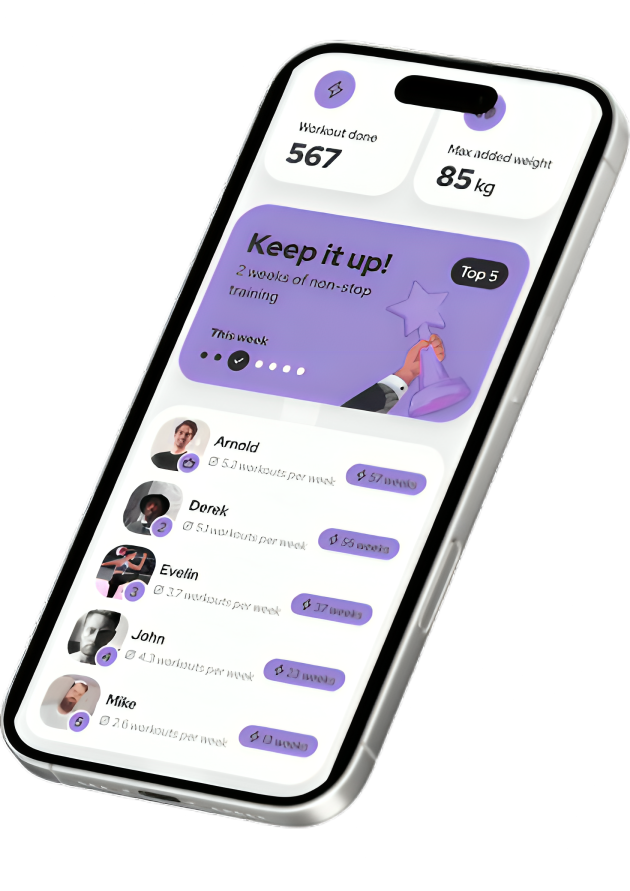 Workout done
567
Max added weight
85 kg
Keep it up!
2 weeks of non-stop
training
Top 5
This week
Arnold
5.2 workouts per week
57 weeks
Derek
2
5.1 workouts per week
55 weeks
Evelin
3
3.7 workouts per week
37 weeks
John
4
4.3 workouts per week
23 weeks
Mike
5
2.6 workouts per week
13 weeks